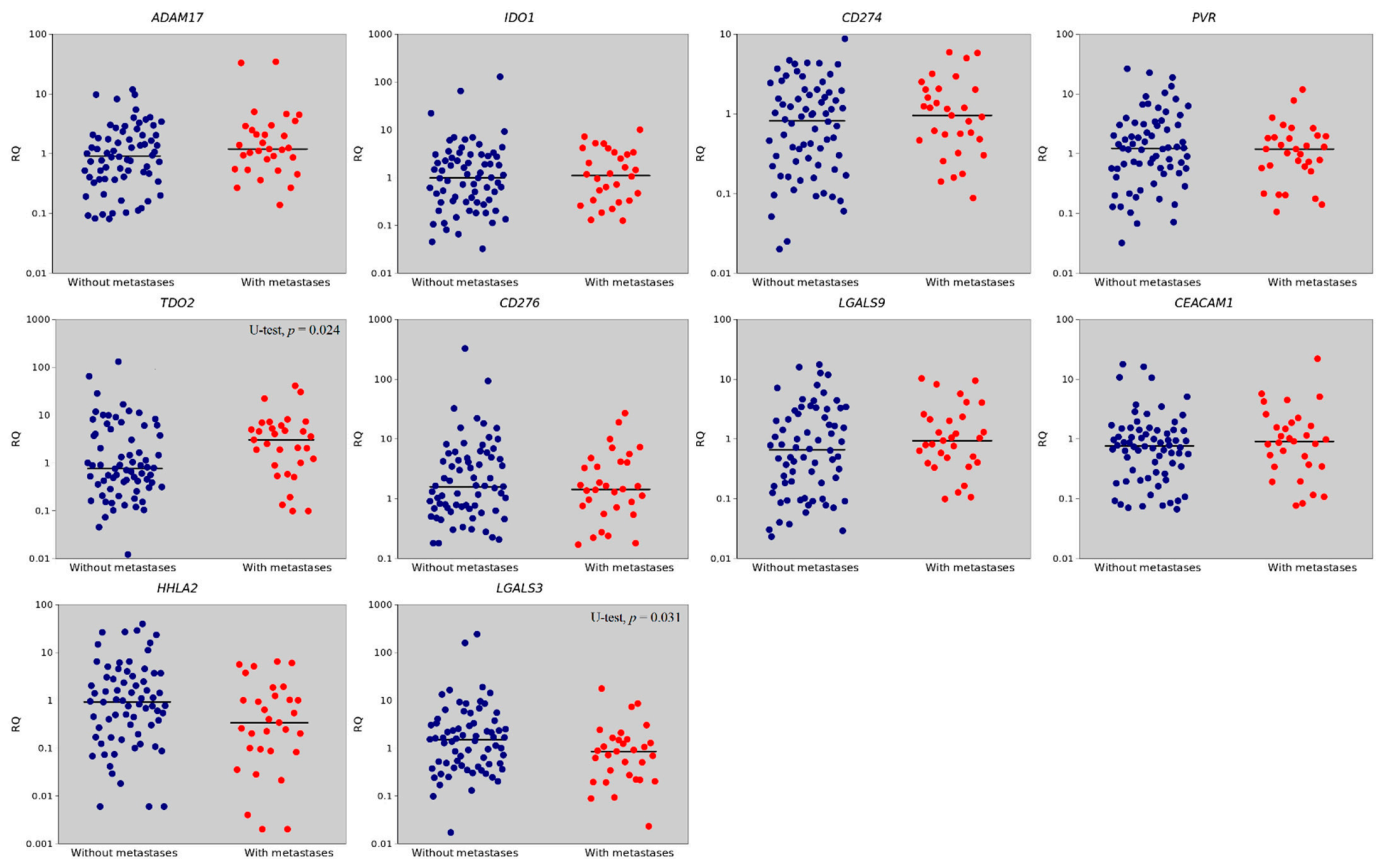 ADAM17
IDO1
CD274
PVR
100
10
1
0.1
0.01
RQ
Without metastases
With metastases
1000
100
10
1
0.1
0.01
RQ
Without metastases
With metastases
10
1
0.1
0.01
RQ
Without metastases
With metastases
100
10
1
0.1
0.01
RQ
Without metastases
With metastases
TDO2
CD276
LGALS9
CEACAM1
1000
100
10
1
0.1
0.01
RQ
U-test, p = 0.024
Without metastases
With metastases
1000
100
10
1
0.1
RQ
Without metastases
With metastases
100
10
1
0.1
0.01
RQ
Without metastases
With metastases
100
10
1
0.1
0.01
RQ
Without metastases
With metastases
HHLA2
LGALS3
100
10
1
0.1
0.01
0.001
RQ
Without metastases
With metastases
1000
100
10
1
0.1
0.01
RQ
U-test, p = 0.031
Without metastases
With metastases